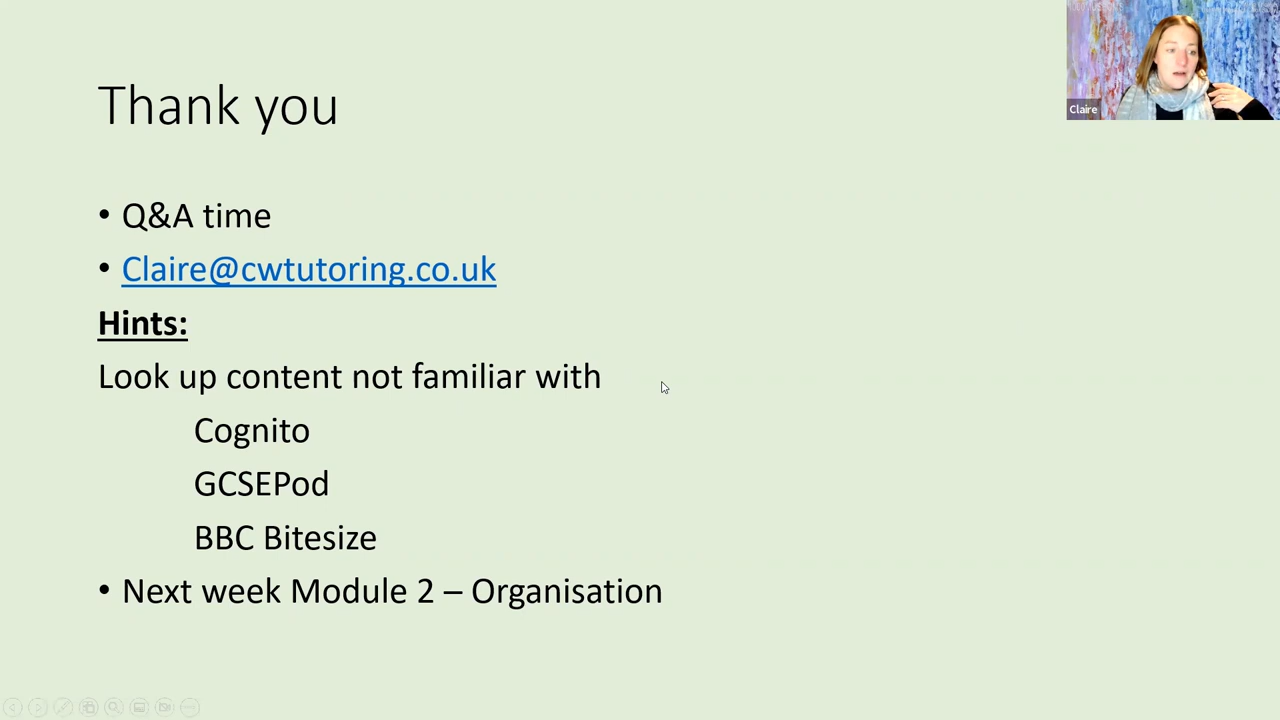 Thank you
• Q&A time
• Claire@cwtutoring.co.uk
Hints:
Look up content not familiar with
Cognito
GCSEPod
BBC Bitesize
• Next week Module 2 – Organisation
Claire